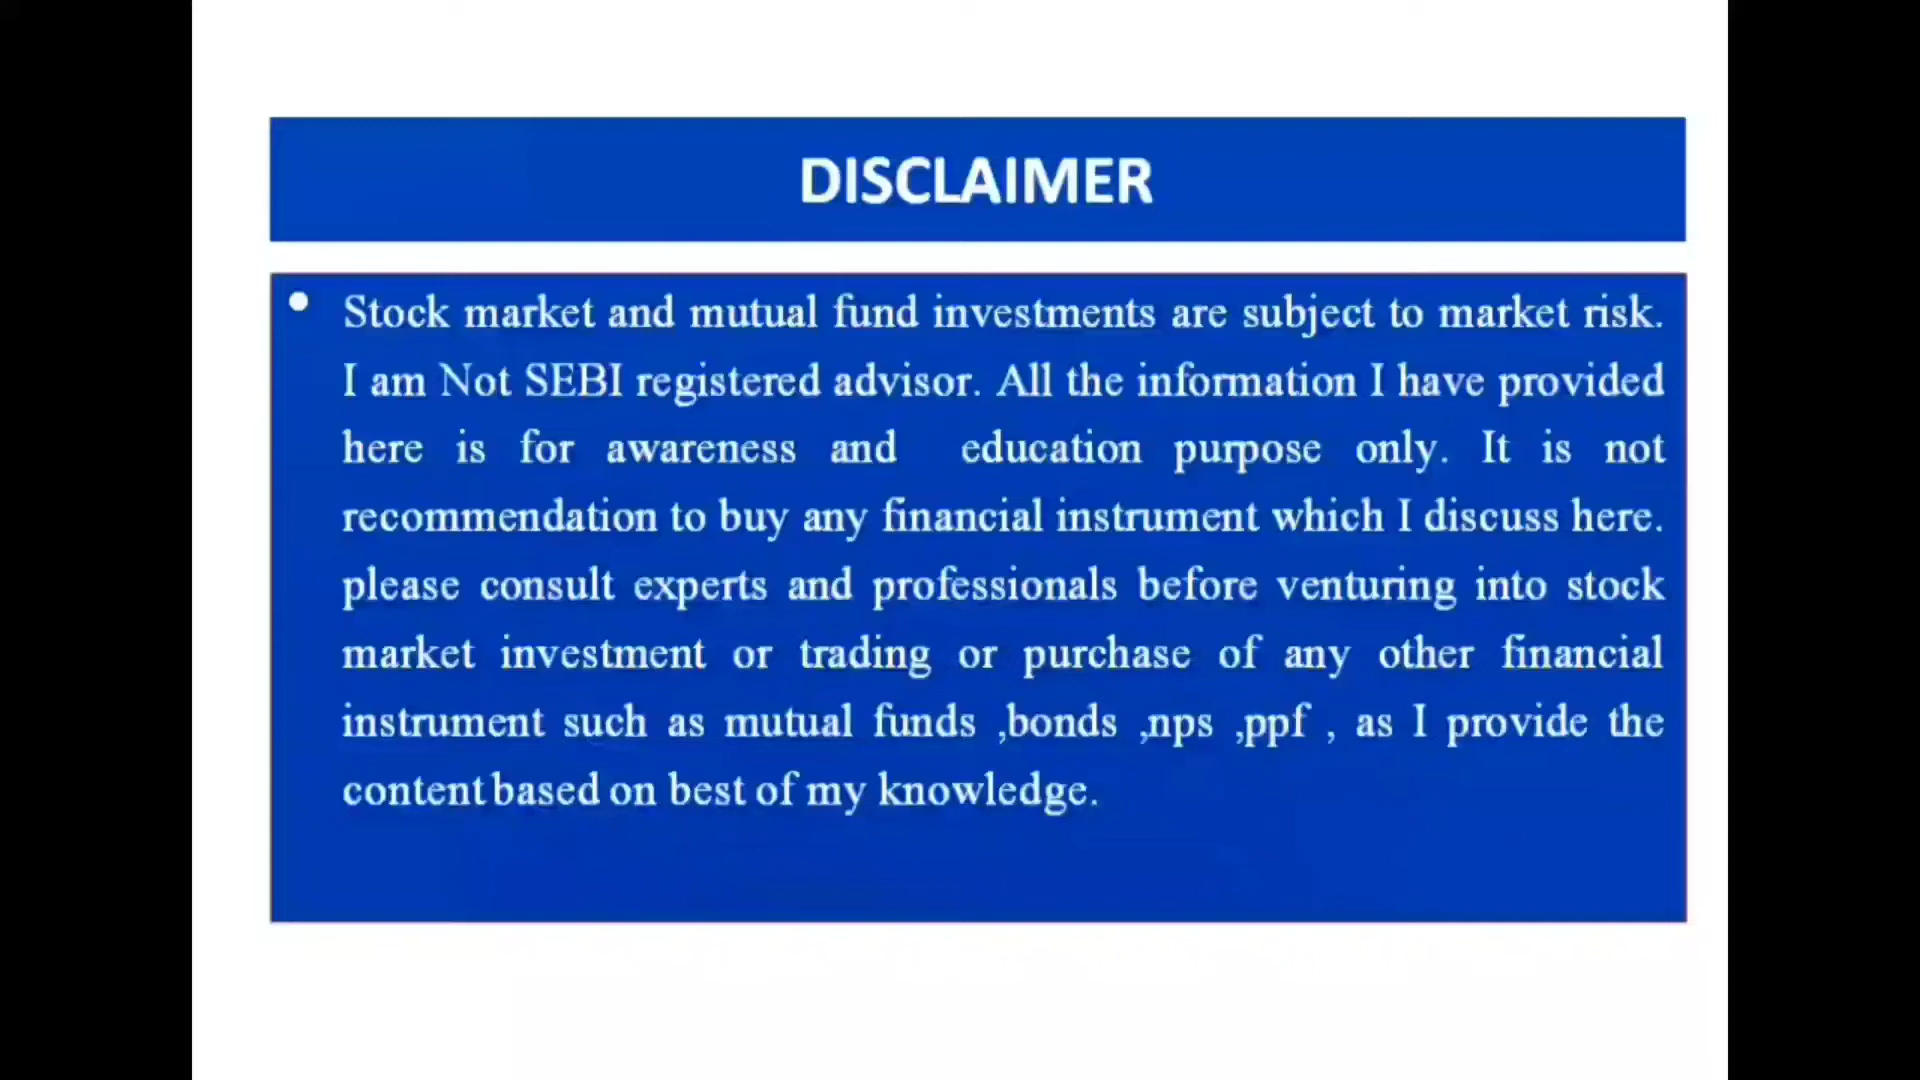 DISCLAIMER
• Stock market and mutual fund investments are subject to market risk.
I am Not SEBI registered advisor. All the information I have provided
here is for awareness and education purpose only. It is not
recommendation to buy any financial instrument which I discuss here.
please consult experts and professionals before venturing into stock
market investment or trading or purchase of any other financial
instrument such as mutual funds ,bonds ,nps ,ppf , as I provide the
content based on best of my knowledge.